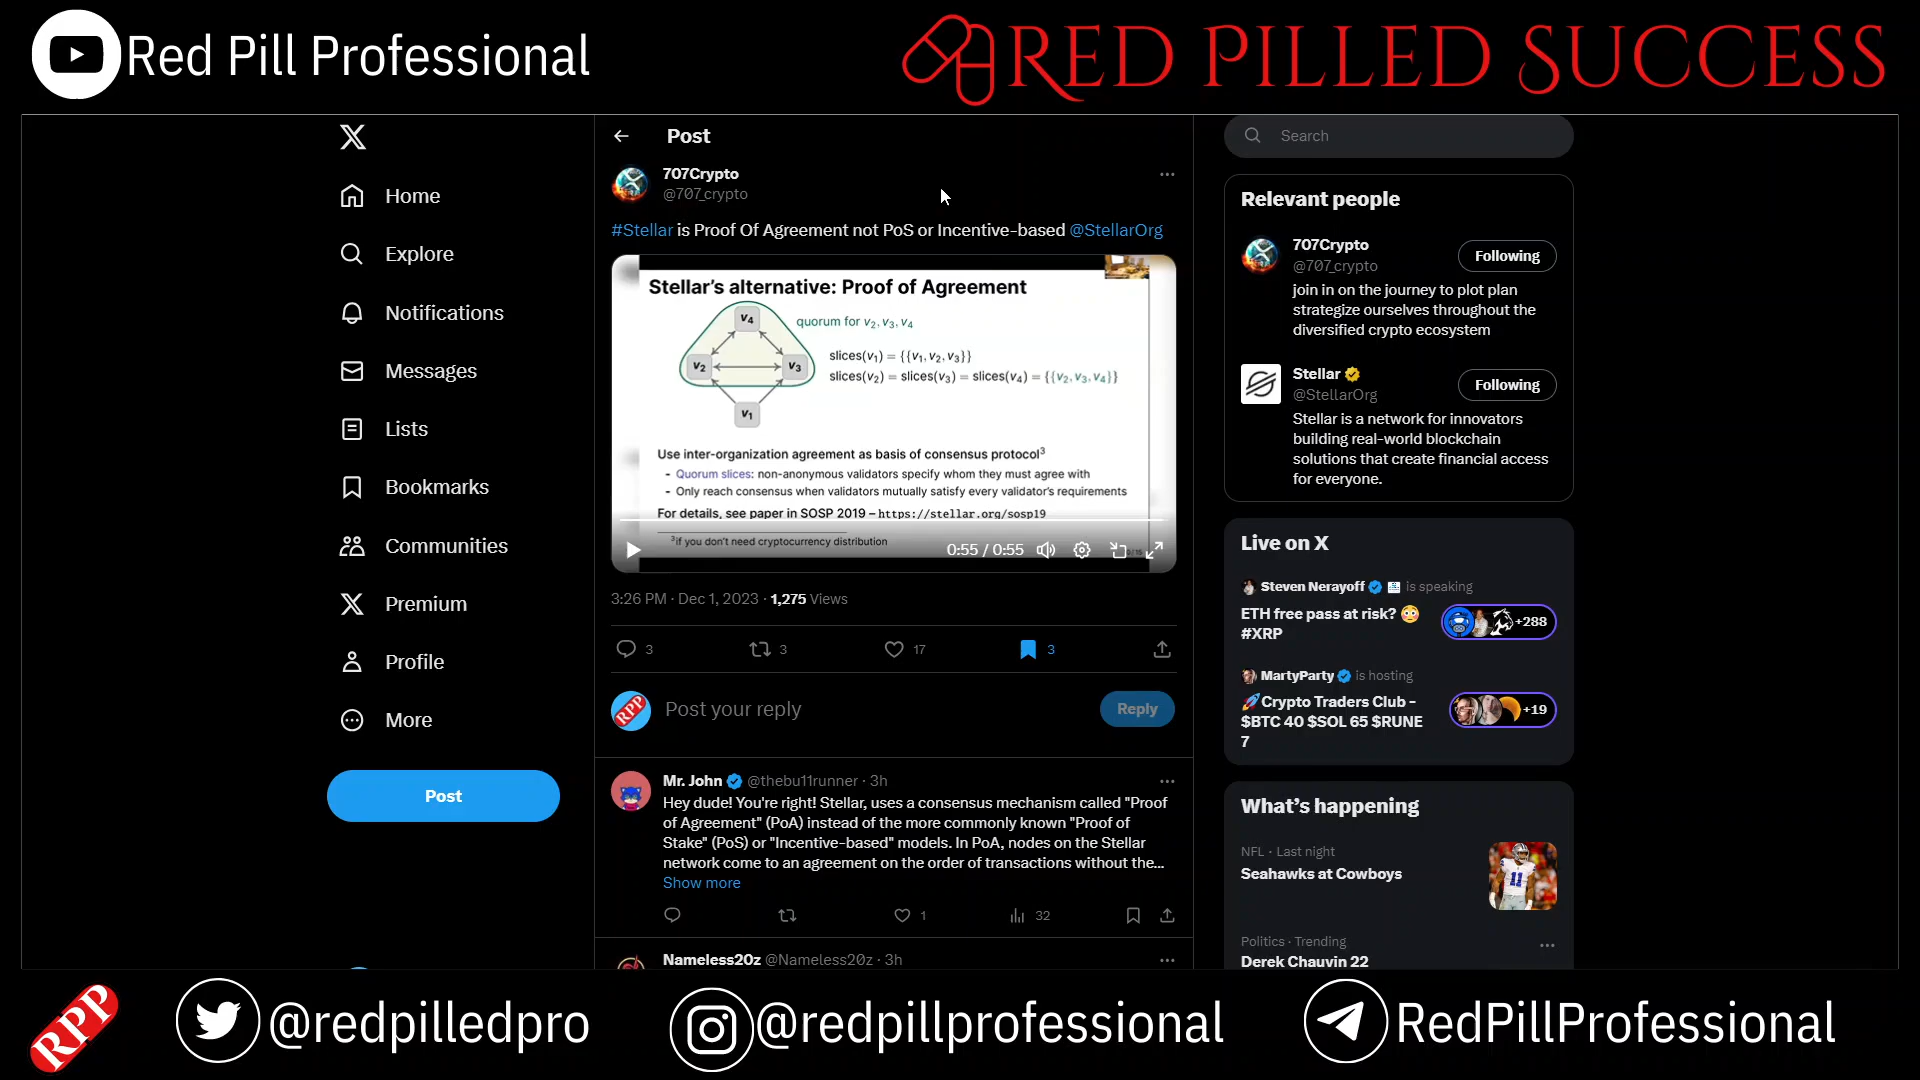 Red Pill Professional
RED PILLED SUCCESS
Home
Explore
Notifications
Messages
Lists
Bookmarks
Communities
Premium
Profile
More
Post
Post
707Crypto
@707_crypto
#Stellar is Proof Of Agreement not PoS or Incentive-based @StellarOrg
Stellar's alternative: Proof of Agreement
v4
v2
v3
v1
quorum for v2, v3, v4
slices(v1) = {{v1, v2, v3}}
slices(v2) = slices(v3) = slices(v4) = {{v2, v3, v4}}
Use inter-organization agreement as basis of consensus protocol3
- Quorum slices: non-anonymous validators specify whom they must agree with
- Only reach consensus when validators mutually satisfy every validator's requirements
For details, see paper in SOSP 2019 – https://stellar.org/sosp19
3if you don't need cryptocurrency distribution
0:55 / 0:55
3:26 PM · Dec 1, 2023 · 1,275 Views
3
3
17
3
RPP
Post your reply
Reply
Mr. John @thebu11runner · 3h
Hey dude! You're right! Stellar, uses a consensus mechanism called "Proof
of Agreement" (PoA) instead of the more commonly known "Proof of
Stake" (PoS) or "Incentive-based" models. In PoA, nodes on the Stellar
network come to an agreement on the order of transactions without the...
Show more
1
32
Nameless20z @Nameless20z · 3h
Search
Relevant people
707Crypto
@707_crypto
Following
join in on the journey to plot plan
strategize ourselves throughout the
diversified crypto ecosystem
Stellar
@StellarOrg
Following
Stellar is a network for innovators
building real-world blockchain
solutions that create financial access
for everyone.
Live on X
Steven Nerayoff is speaking
ETH free pass at risk?😳
#XRP
+288
MartyParty is hosting
🚀Crypto Traders Club -
$BTC 40 $SOL 65 $RUNE
7
+19
What's happening
NFL · Last night
Seahawks at Cowboys
11
Politics · Trending
Derek Chauvin 22
RPP
@redpilledpro
@redpillprofessional
RedPillProfessional